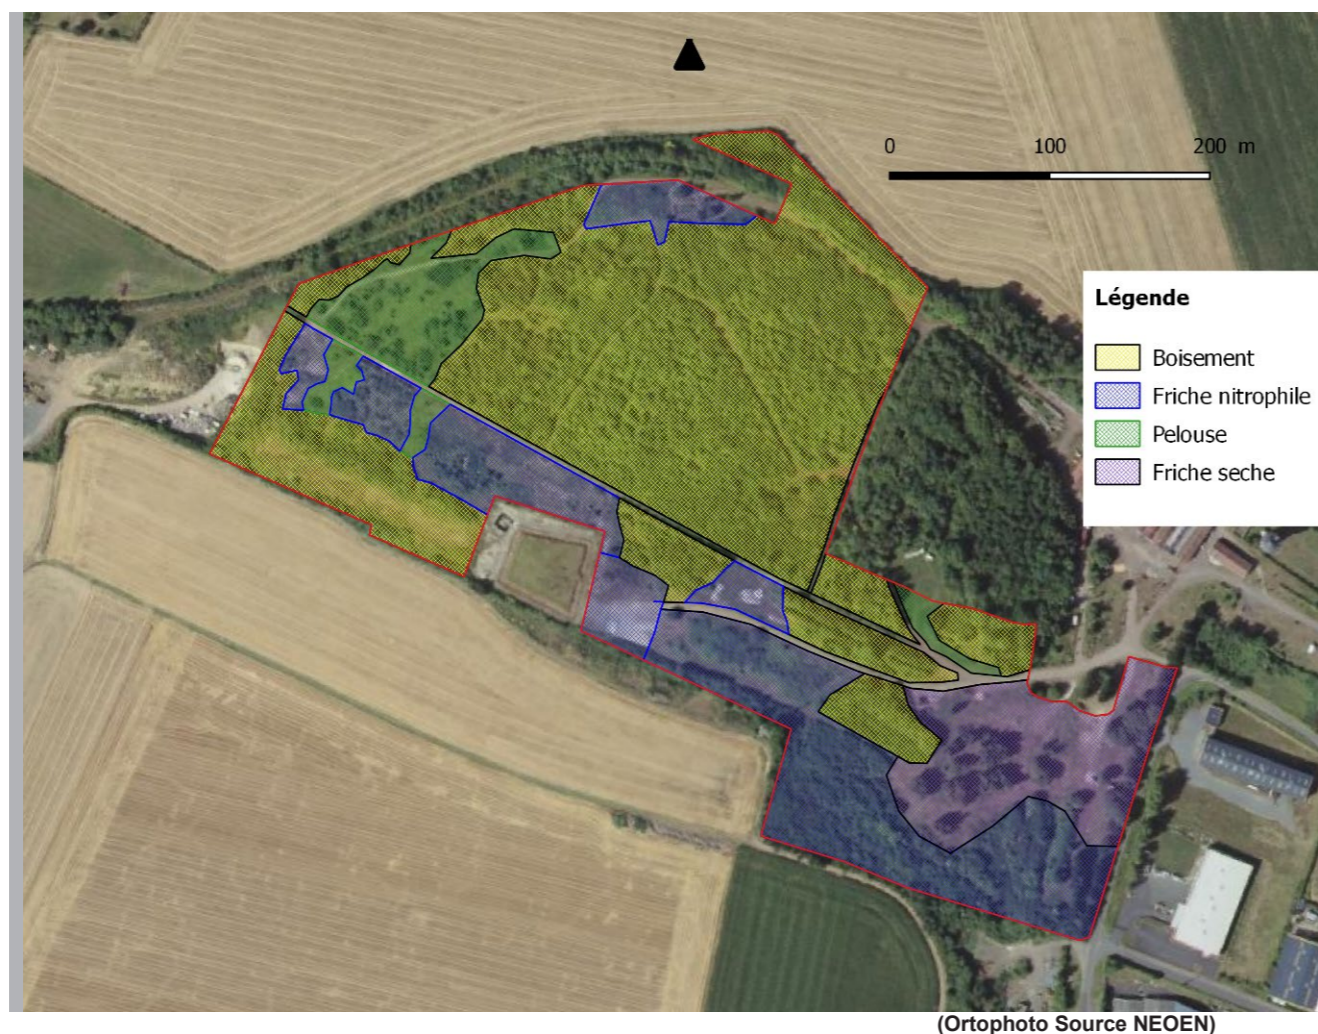 0 100 200 m
Légende
Boisement
Friche nitrophile
Pelouse
Friche seche
(Ortophoto Source NEOEN)